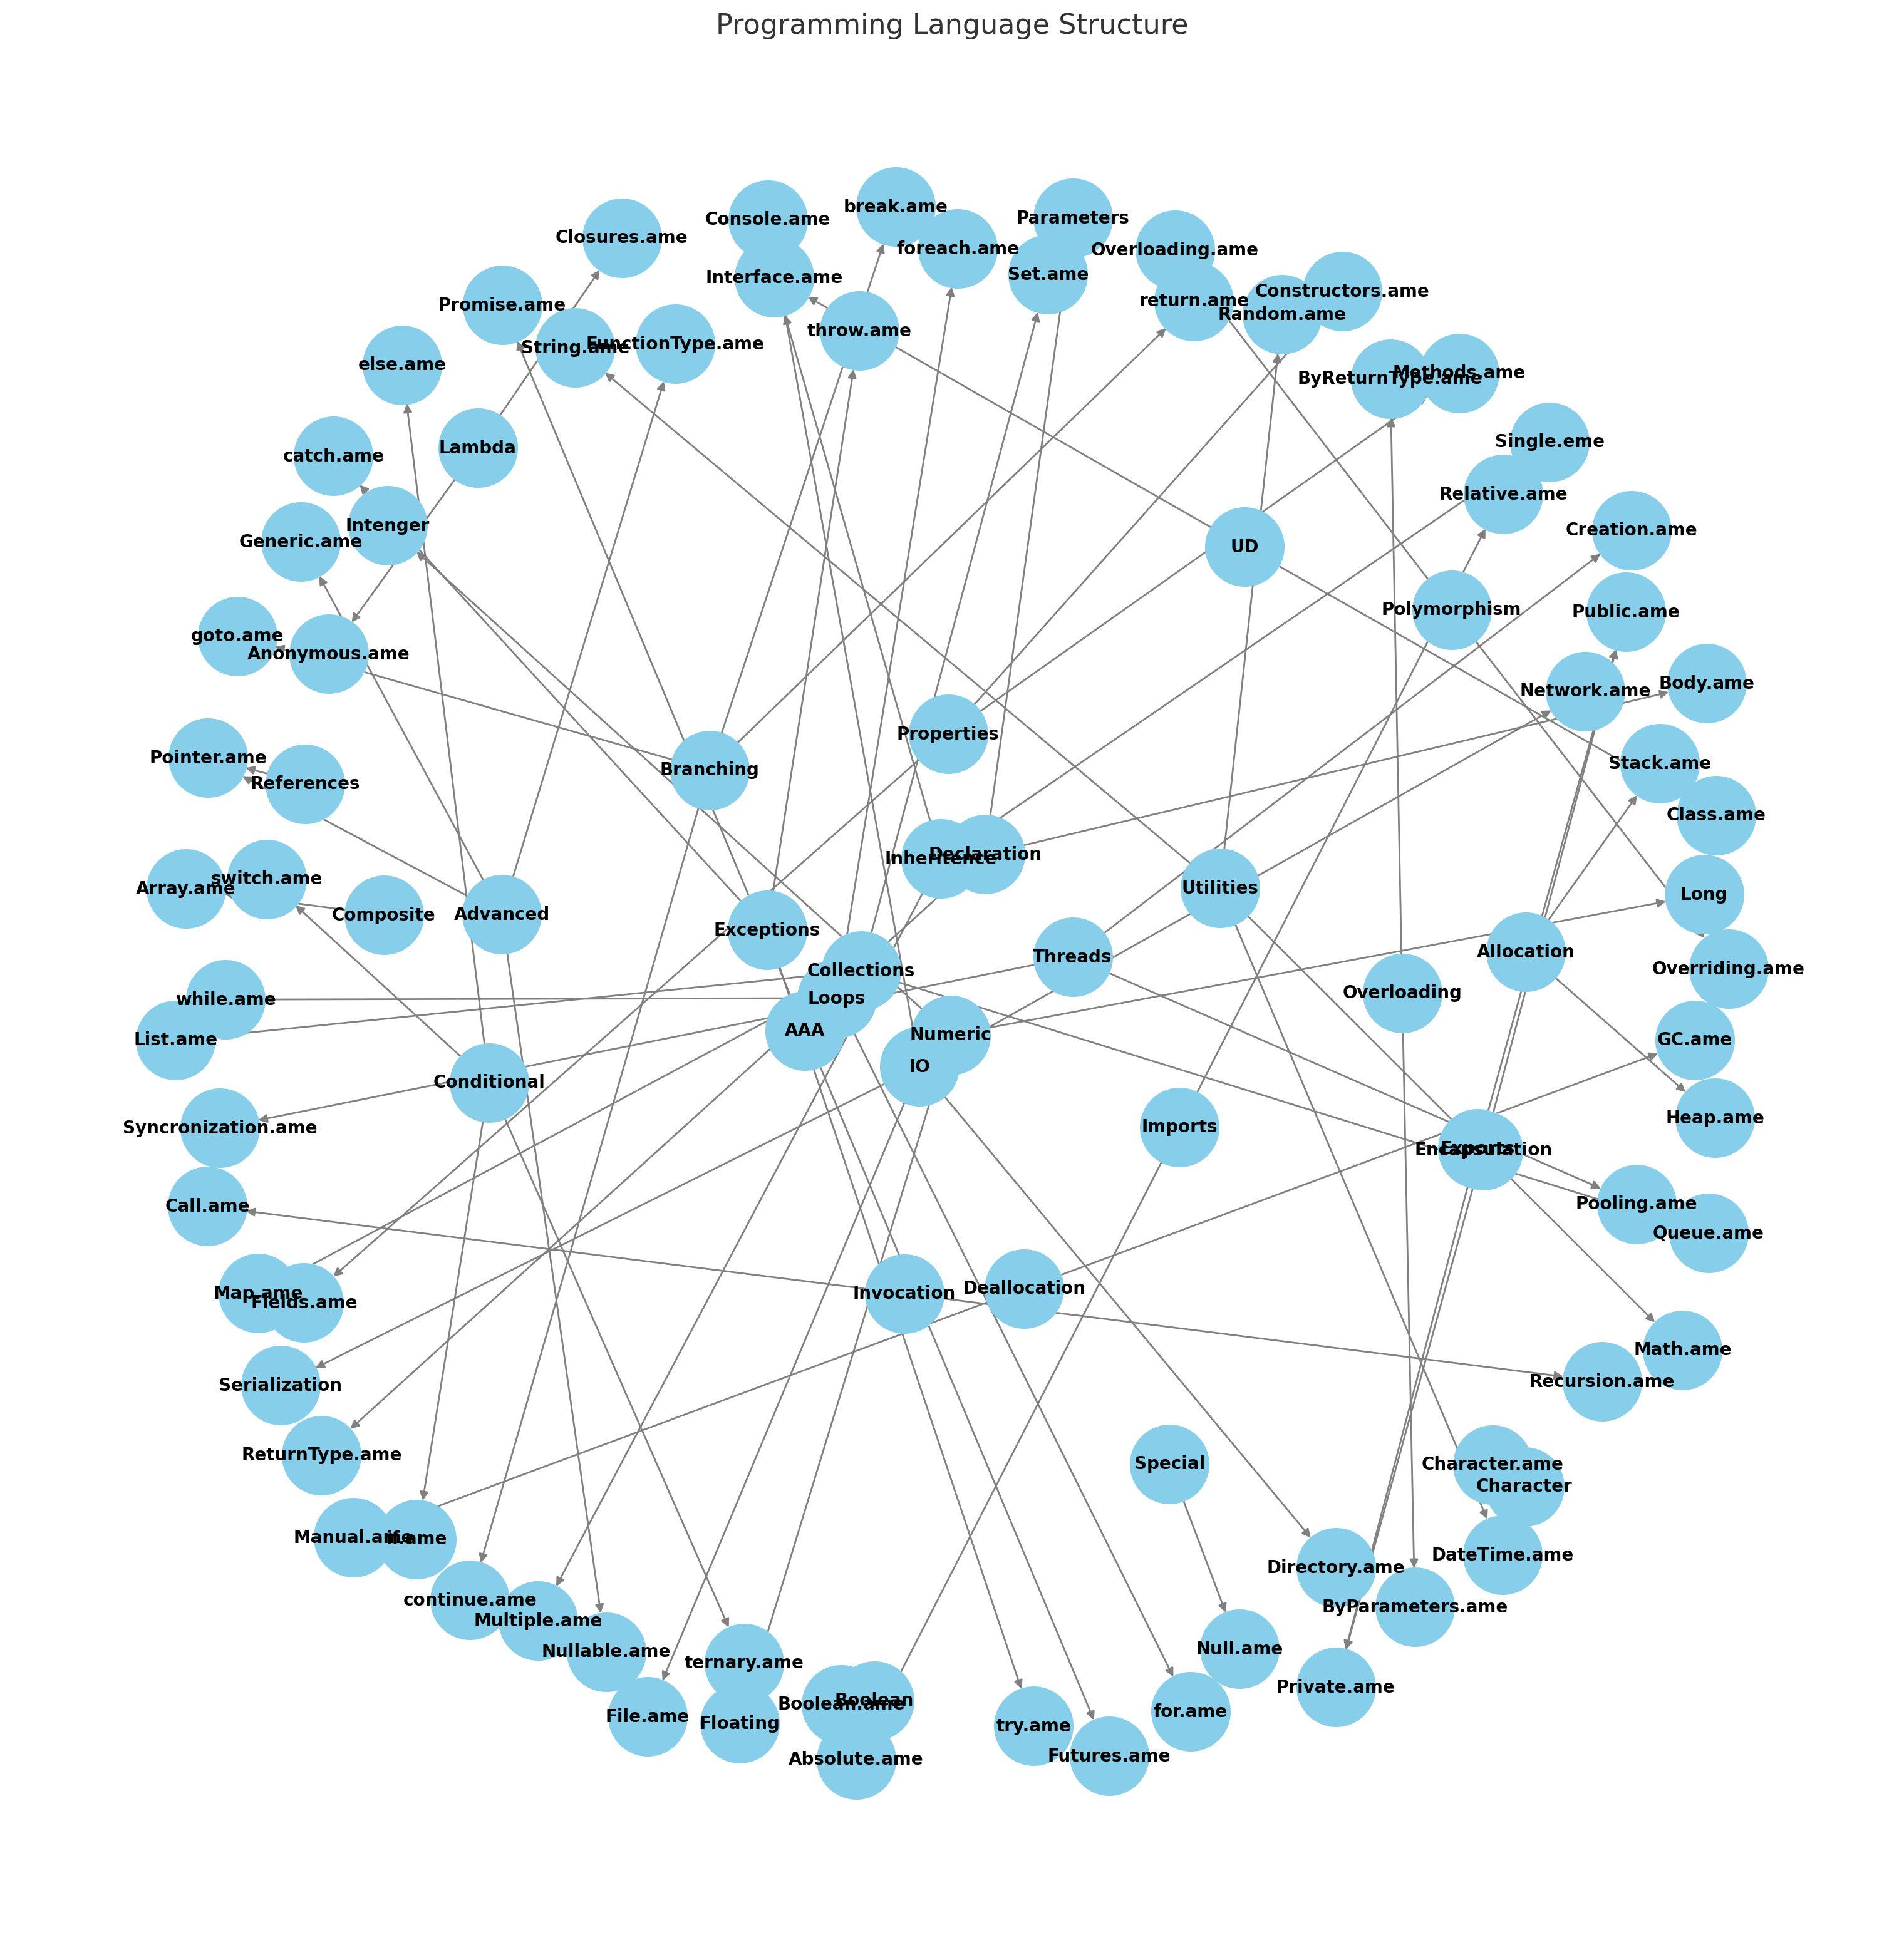 Programming Language Structure
break.ame
Console.ame
Parameters
Closures.ame
foreach.ame
Overloading.ame
Interface.ame
Set.ame
Constructors.ame
return.ame
Promise.ame
Random.ame
throw.ame
String.ame
FunctionType.ame
else.ame
Methods.ame
ByReturnType.ame
Single.eme
Lambda
catch.ame
Relative.ame
Intenger
Creation.ame
Generic.ame
UD
Polymorphism
Public.ame
goto.ame
Anonymous.ame
Body.ame
Network.ame
Properties
Pointer.ame
Stack.ame
Branching
References
Class.ame
Declaration
Inheritence
switch.ame
Array.ame
Utilities
Long
Composite
Advanced
Exceptions
Allocation
Threads
Overriding.ame
Collections
Overloading
while.ame
Loops
AAA
Numeric
List.ame
GC.ame
IO
Conditional
Heap.ame
Syncronization.ame
Imports
Exports
Encapsulation
Pooling.ame
Call.ame
Queue.ame
Deallocation
Invocation
Map.ame
Fields.ame
Math.ame
Recursion.ame
Serialization
ReturnType.ame
Special
Character.ame
Character
Manual.ame
if.ame
DateTime.ame
Directory.ame
continue.ame
ByParameters.ame
Multiple.ame
Null.ame
Nullable.ame
ternary.ame
Private.ame
Boolean
Boolean.ame
for.ame
File.ame
Floating
try.ame
Futures.ame
Absolute.ame